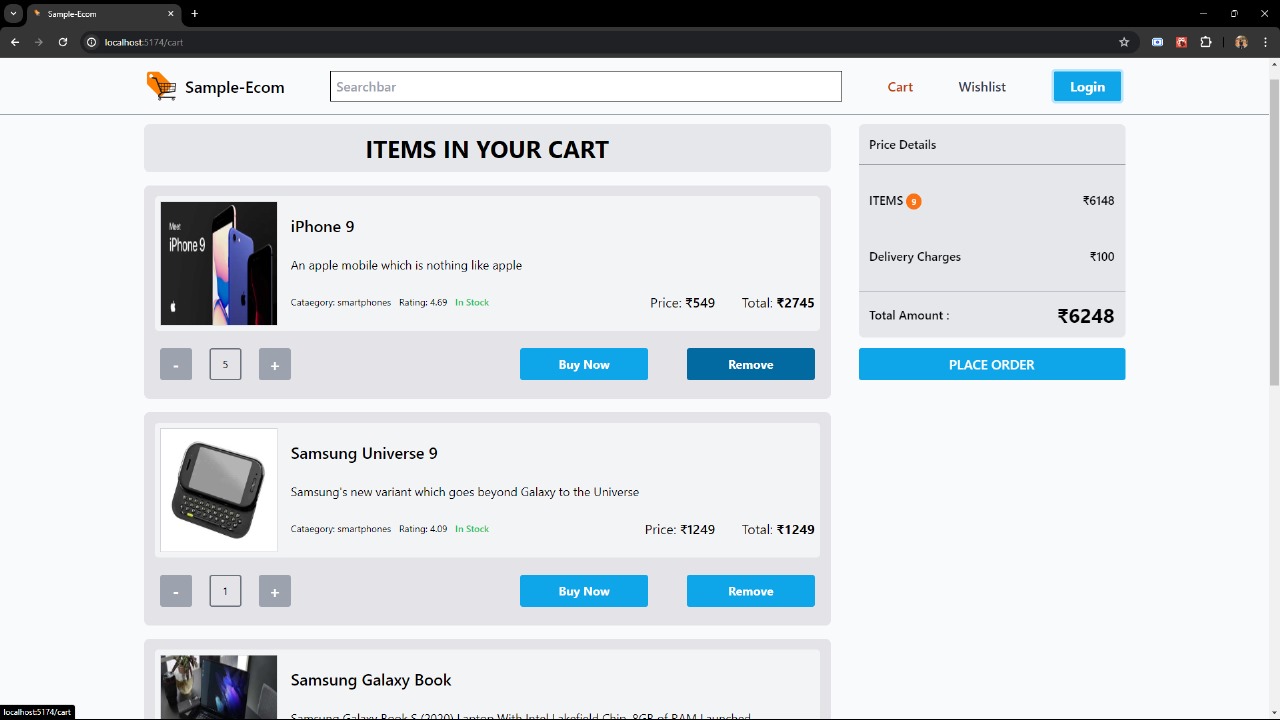 Sample-Ecom
localhost:5174/cart
Sample-Ecom
Searchbar
Cart
Wishlist
Login
ITEMS IN YOUR CART
Meet
iPhone 9
iPhone 9
An apple mobile which is nothing like apple
Cataegory: smartphones Rating: 4.69 In Stock
Price: ₹549 Total: ₹2745
- 5 +
Buy Now
Remove
Samsung Universe 9
Samsung's new variant which goes beyond Galaxy to the Universe
Cataegory: smartphones Rating: 4.09 In Stock
Price: ₹1249 Total: ₹1249
- 1 +
Buy Now
Remove
Samsung Galaxy Book
Samsung Galaxy Book S (2020) Laptop With Intel Lakefield Chip, 8GB of RAM Launched
Price Details
ITEMS 9 ₹6148
Delivery Charges ₹100
Total Amount : ₹6248
PLACE ORDER
localhost:5174/cart